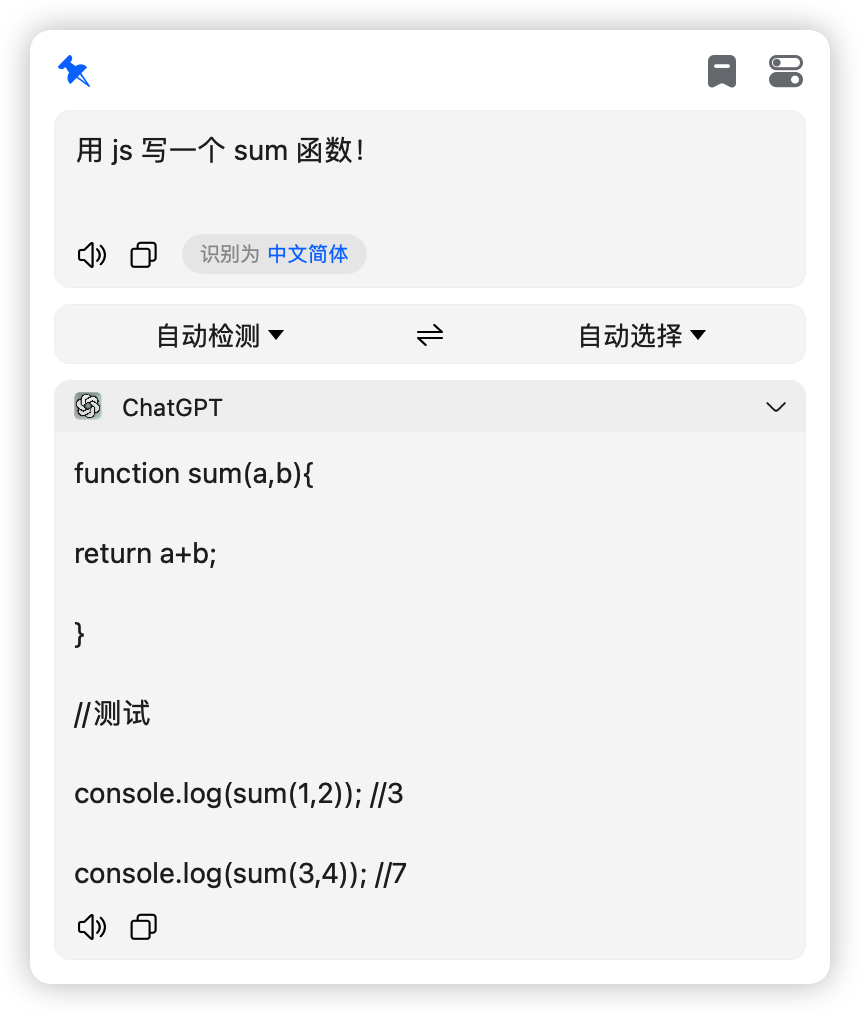 用 js 写一个 sum 函数！
识别为 中文简体
自动检测 自动选择
ChatGPT
function sum(a,b){
return a+b;
}
//测试
console.log(sum(1,2)); //3
console.log(sum(3,4)); //7